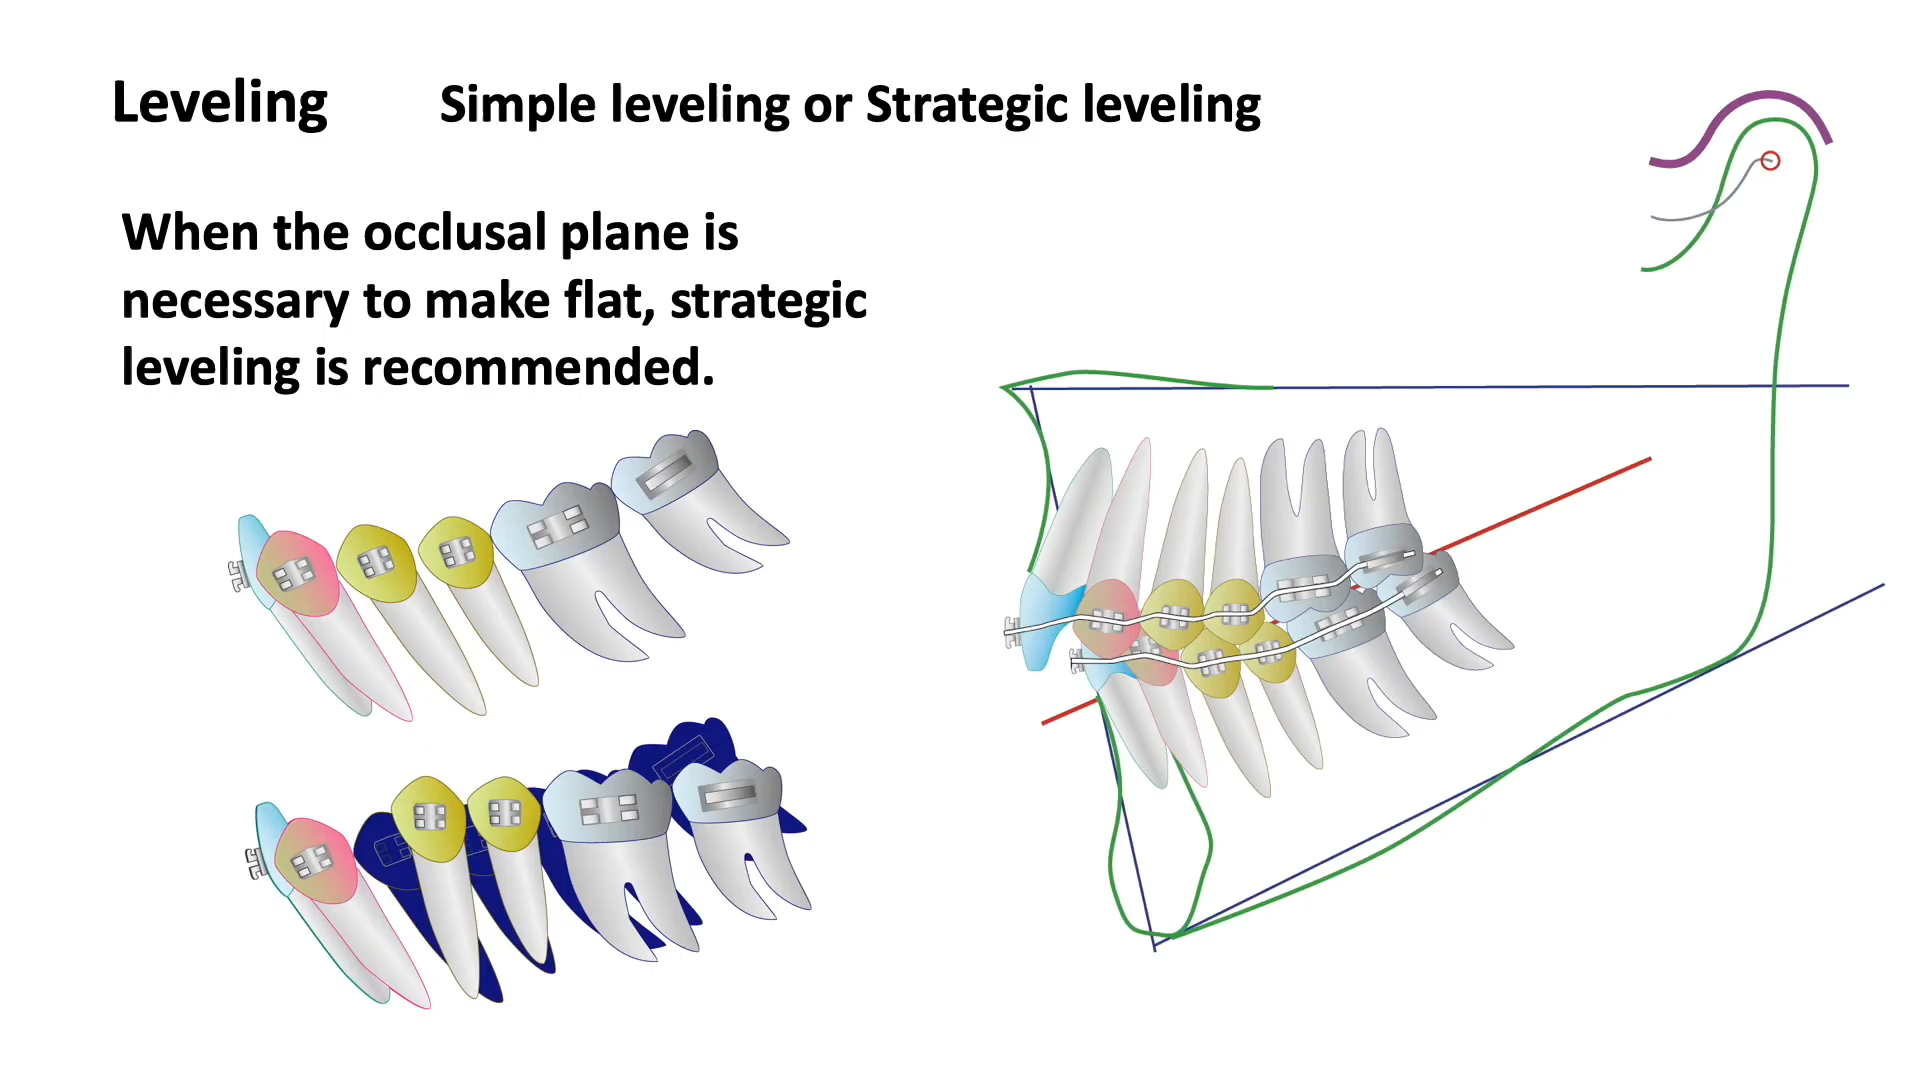 Leveling
Simple leveling or Strategic leveling
When the occlusal plane is
necessary to make flat, strategic
leveling is recommended.